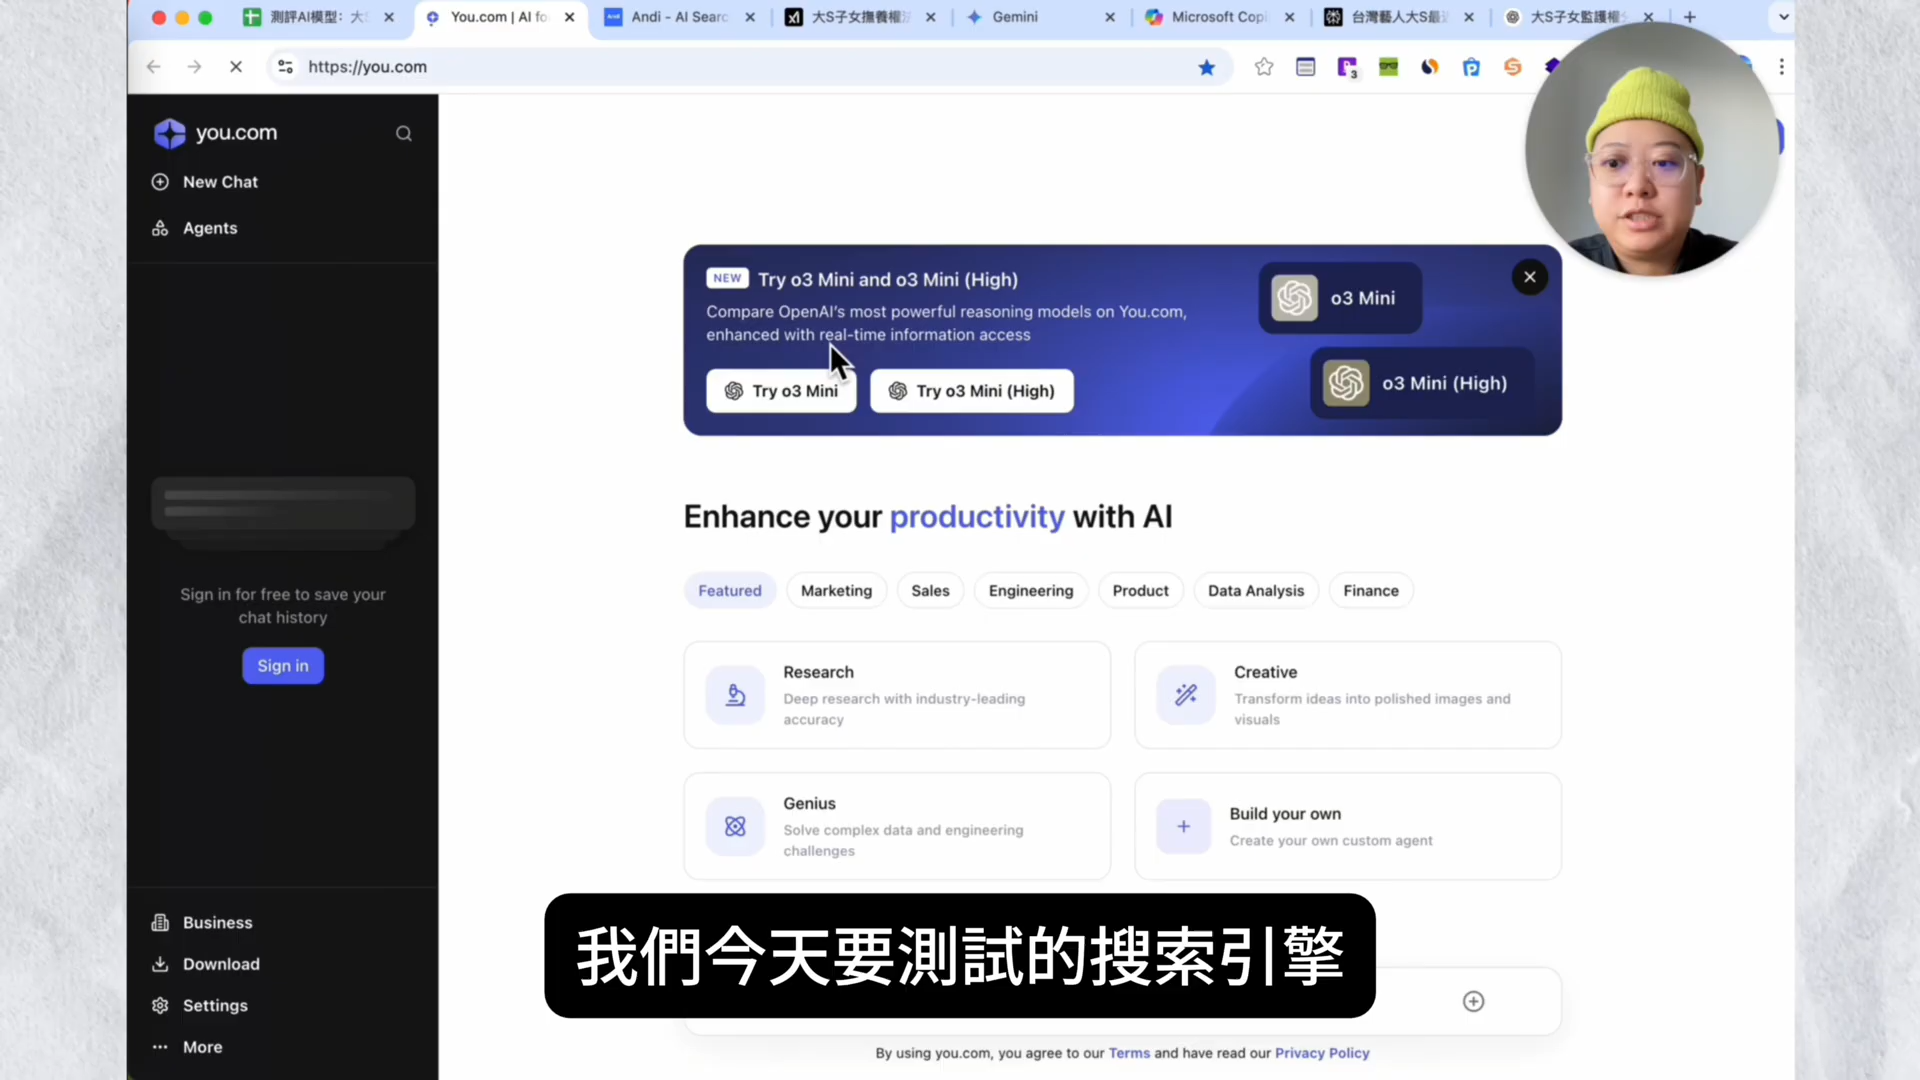 測評AI模型：大S
You.com | AI fo
Andi - AI Searc
大S子女撫養權
Gemini
Microsoft Copi
台灣藝人大S最
大S子女監護權
https://you.com
3
you.com
New Chat
Agents
Sign in for free to save your
chat history
Sign in
Business
Download
Settings
More
NEW Try o3 Mini and o3 Mini (High)
Compare OpenAI's most powerful reasoning models on You.com,
enhanced with real-time information access
Try o3 Mini
Try o3 Mini (High)
o3 Mini
o3 Mini (High)
Enhance your productivity with AI
Featured
Marketing
Sales
Engineering
Product
Data Analysis
Finance
Research
Deep research with industry-leading
accuracy
Creative
Transform ideas into polished images and
visuals
Genius
Solve complex data and engineering
challenges
Build your own
Create your own custom agent
我們今天要測試的搜索引擎
By using you.com, you agree to our Terms and have read our Privacy Policy